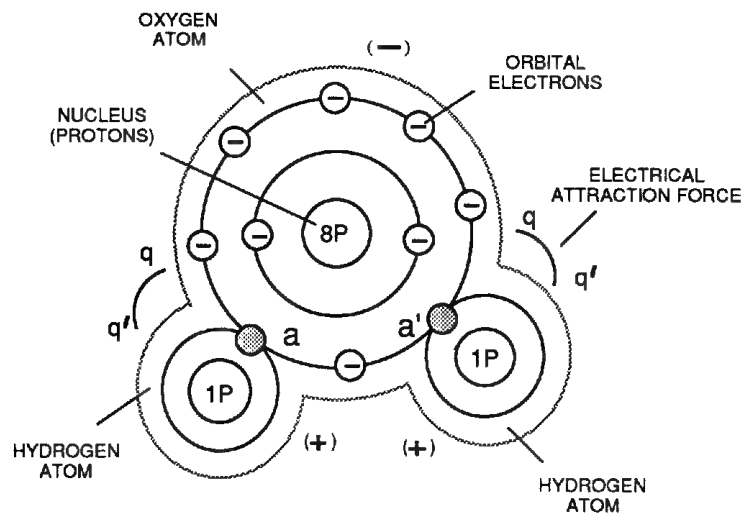 OXYGEN
ATOM
(−)
ORBITAL
ELECTRONS
NUCLEUS
(PROTONS)
ELECTRICAL
ATTRACTION FORCE
−
−
−
−
−
−
−
8P
−
q
q'
q
q'
a
a'
−
1P
1P
HYDROGEN
ATOM
(+)
(+)
HYDROGEN
ATOM